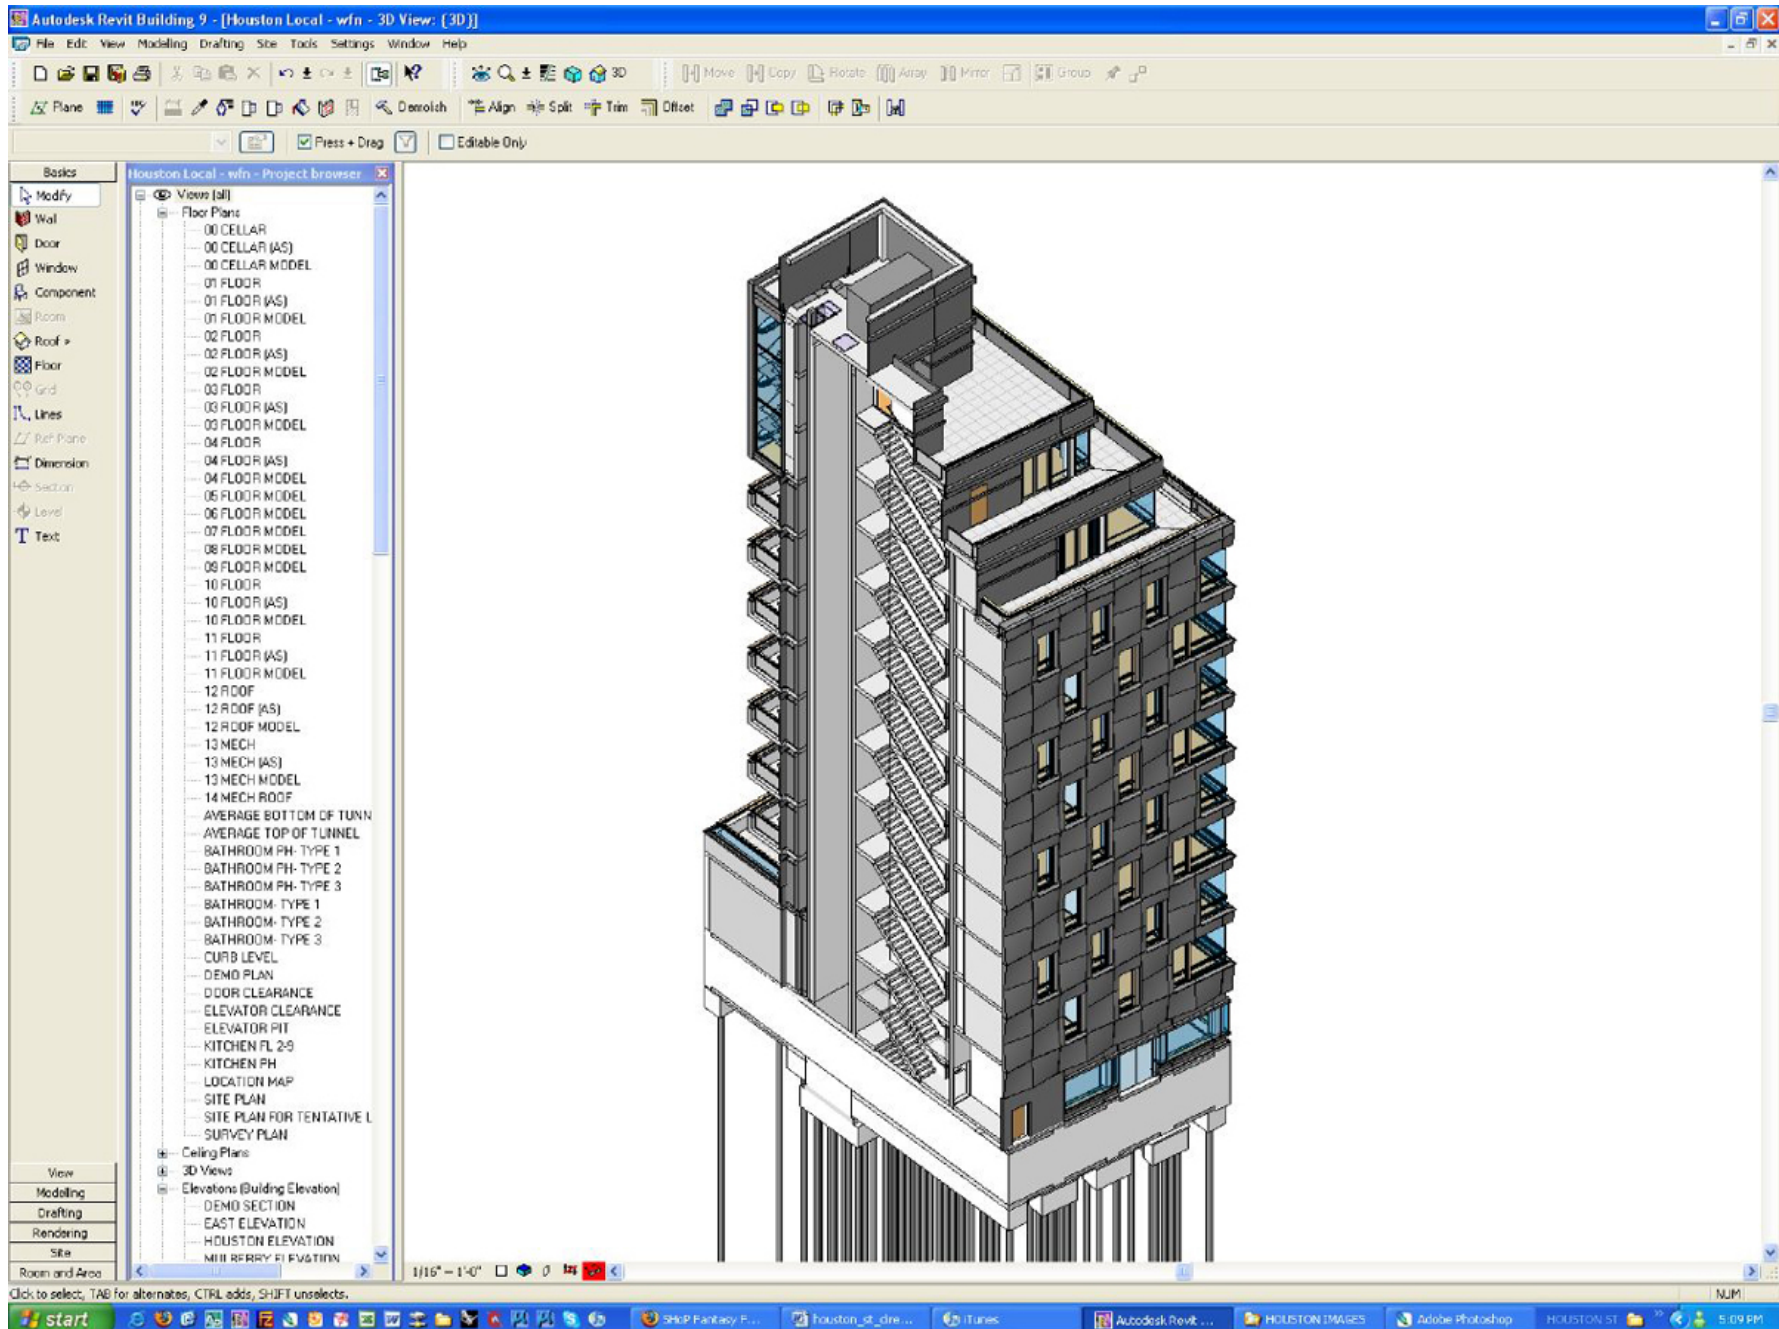 Autodesk Revit Building 9 - [Houston Local - wfn - 3D View: {3D}]
File Edit View Modelling Drafting Site Tools Settings Window Help
3D Move Copy Rotate Array Mirror Group
Plane Demolish Align Split Trim Offset
Press + Drag Editable Only
Basics
Modify
Wall
Door
Window
Component
Room
Roof »
Floor
Grid
Lines
Ref Plane
Dimension
Section
Level
Text
View
Modelling
Drafting
Rendering
Site
Room and Area
Houston Local - wfn - Project browser
Views (all)
Floor Plans
00 CELLAR
00 CELLAR (AS)
00 CELLAR MODEL
01 FLOOR
01 FLOOR (AS)
01 FLOOR MODEL
02 FLOOR
02 FLOOR (AS)
02 FLOOR MODEL
03 FLOOR
03 FLOOR (AS)
03 FLOOR MODEL
04 FLOOR
04 FLOOR (AS)
04 FLOOR MODEL
05 FLOOR MODEL
06 FLOOR MODEL
07 FLOOR MODEL
08 FLOOR MODEL
09 FLOOR MODEL
10 FLOOR
10 FLOOR (AS)
10 FLOOR MODEL
11 FLOOR
11 FLOOR (AS)
11 FLOOR MODEL
12 ROOF
12 ROOF (AS)
12 ROOF MODEL
13 MECH
13 MECH (AS)
13 MECH MODEL
14 MECH ROOF
AVERAGE BOTTOM OF TUNN
AVERAGE TOP OF TUNNEL
BATHROOM PH- TYPE 1
BATHROOM PH- TYPE 2
BATHROOM PH- TYPE 3
BATHROOM- TYPE 1
BATHROOM- TYPE 2
BATHROOM- TYPE 3
CURB LEVEL
DEMO PLAN
DOOR CLEARANCE
ELEVATOR CLEARANCE
ELEVATOR PIT
KITCHEN FL 2-9
KITCHEN PH
LOCATION MAP
SITE PLAN
SITE PLAN FOR TENTATIVE L
SURVEY PLAN
Ceiling Plans
3D Views
Elevations (Building Elevation)
DEMO SECTION
EAST ELEVATION
HOUSTON ELEVATION
MULBERRY ELEVATION
1/16" = 1'-0"
Click to select, TAB for alternates, CTRL adds, SHIFT unselects.
NUM
start SHoP Fantasy F... houston_st_dre... iTunes Autodesk Revit ... HOUSTON IMAGES Adobe Photoshop HOUSTON ST » 5:09 PM